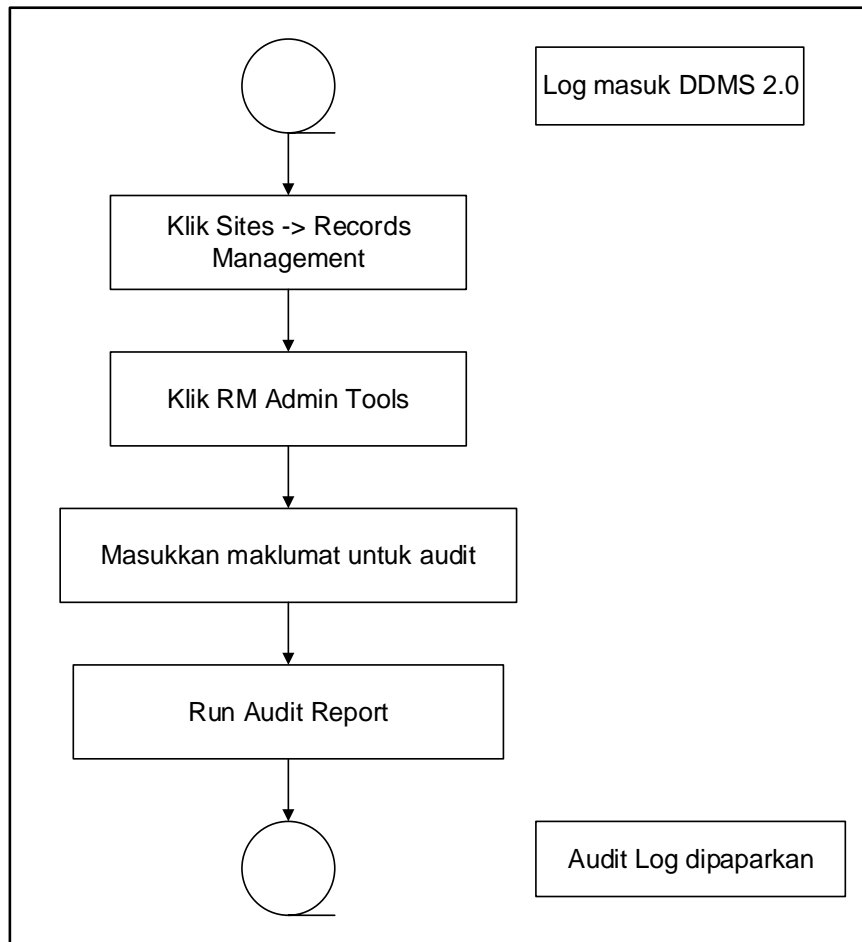 Log masuk DDMS 2.0
Klik Sites -> Records
Management
Klik RM Admin Tools
Masukkan maklumat untuk audit
Run Audit Report
Audit Log dipaparkan